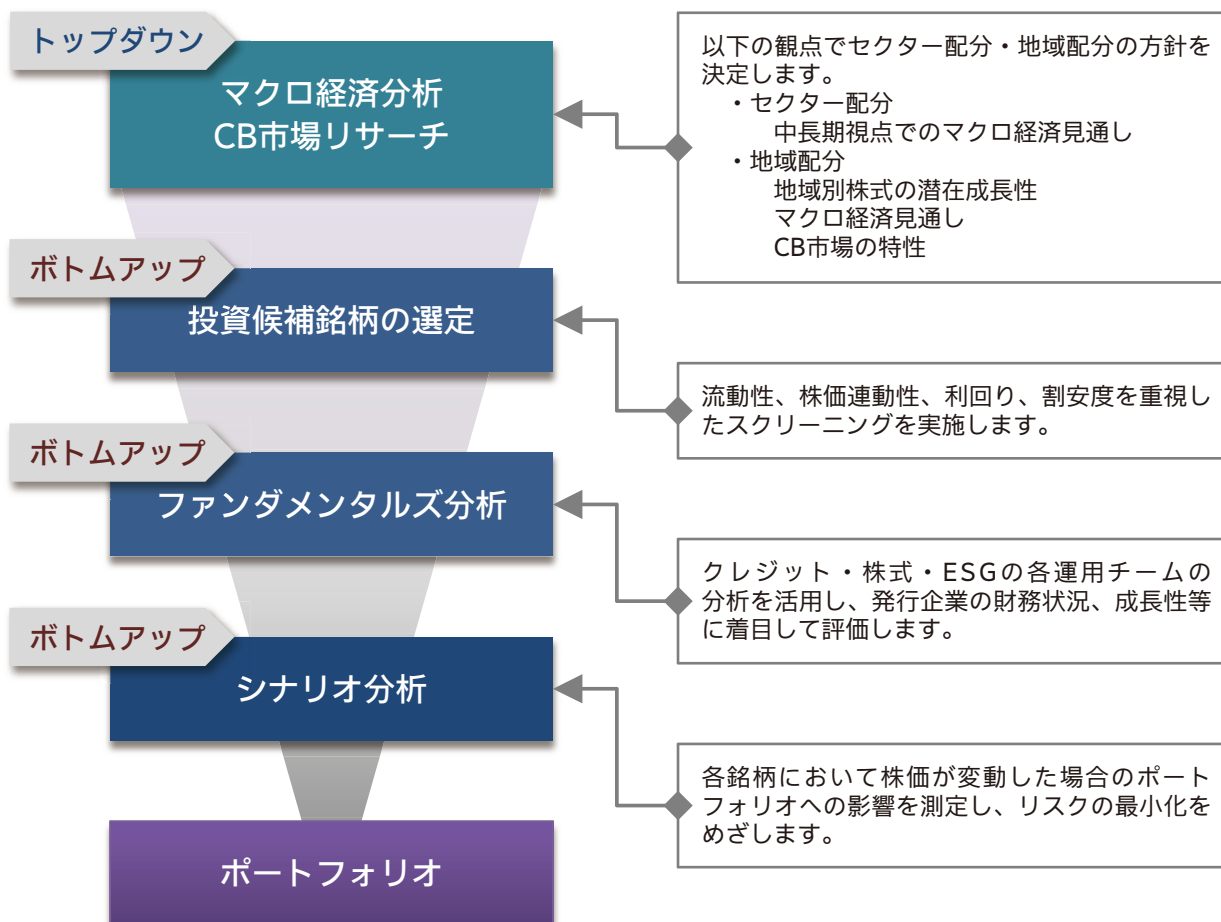 トップダウン
マクロ経済分析
CB市場リサーチ
以下の観点でセクター配分・地域配分の方針を
決定します。
・セクター配分
中長期視点でのマクロ経済見通し
・地域配分
地域別株式の潜在成長性
マクロ経済見通し
CB市場の特性
ボトムアップ
投資候補銘柄の選定
流動性、株価連動性、利回り、割安度を重視し
たスクリーニングを実施します。
ボトムアップ
ファンダメンタルズ分析
クレジット・株式・ESGの各運用チームの
分析を活用し、発行企業の財務状況、成長性等
に着目して評価します。
ボトムアップ
シナリオ分析
各銘柄において株価が変動した場合のポート
フォリオへの影響を測定し、リスクの最小化を
めざします。
ポートフォリオ